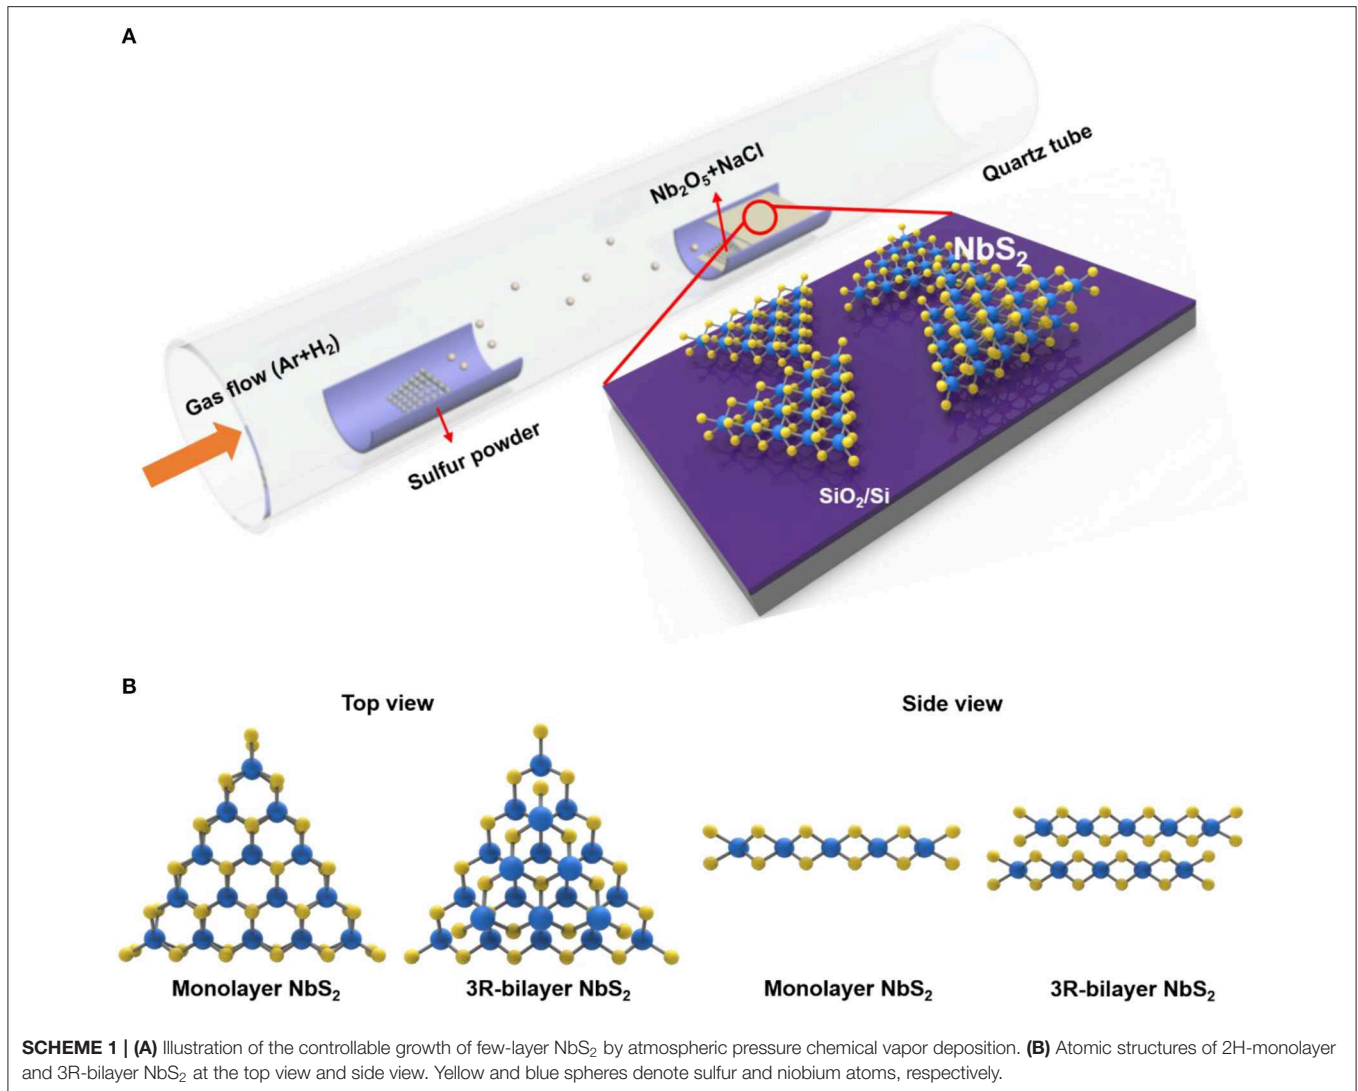 A
Nb₂O₅+NaCl
Quartz tube
NbS₂
Gas flow (Ar+H₂)
Sulfur powder
SiO₂/Si
B
Top view
Side view
Monolayer NbS₂
3R-bilayer NbS₂
Monolayer NbS₂
3R-bilayer NbS₂
SCHEME 1 | (A) Illustration of the controllable growth of few-layer NbS₂ by atmospheric pressure chemical vapor deposition. (B) Atomic structures of 2H-monolayer
and 3R-bilayer NbS₂ at the top view and side view. Yellow and blue spheres denote sulfur and niobium atoms, respectively.